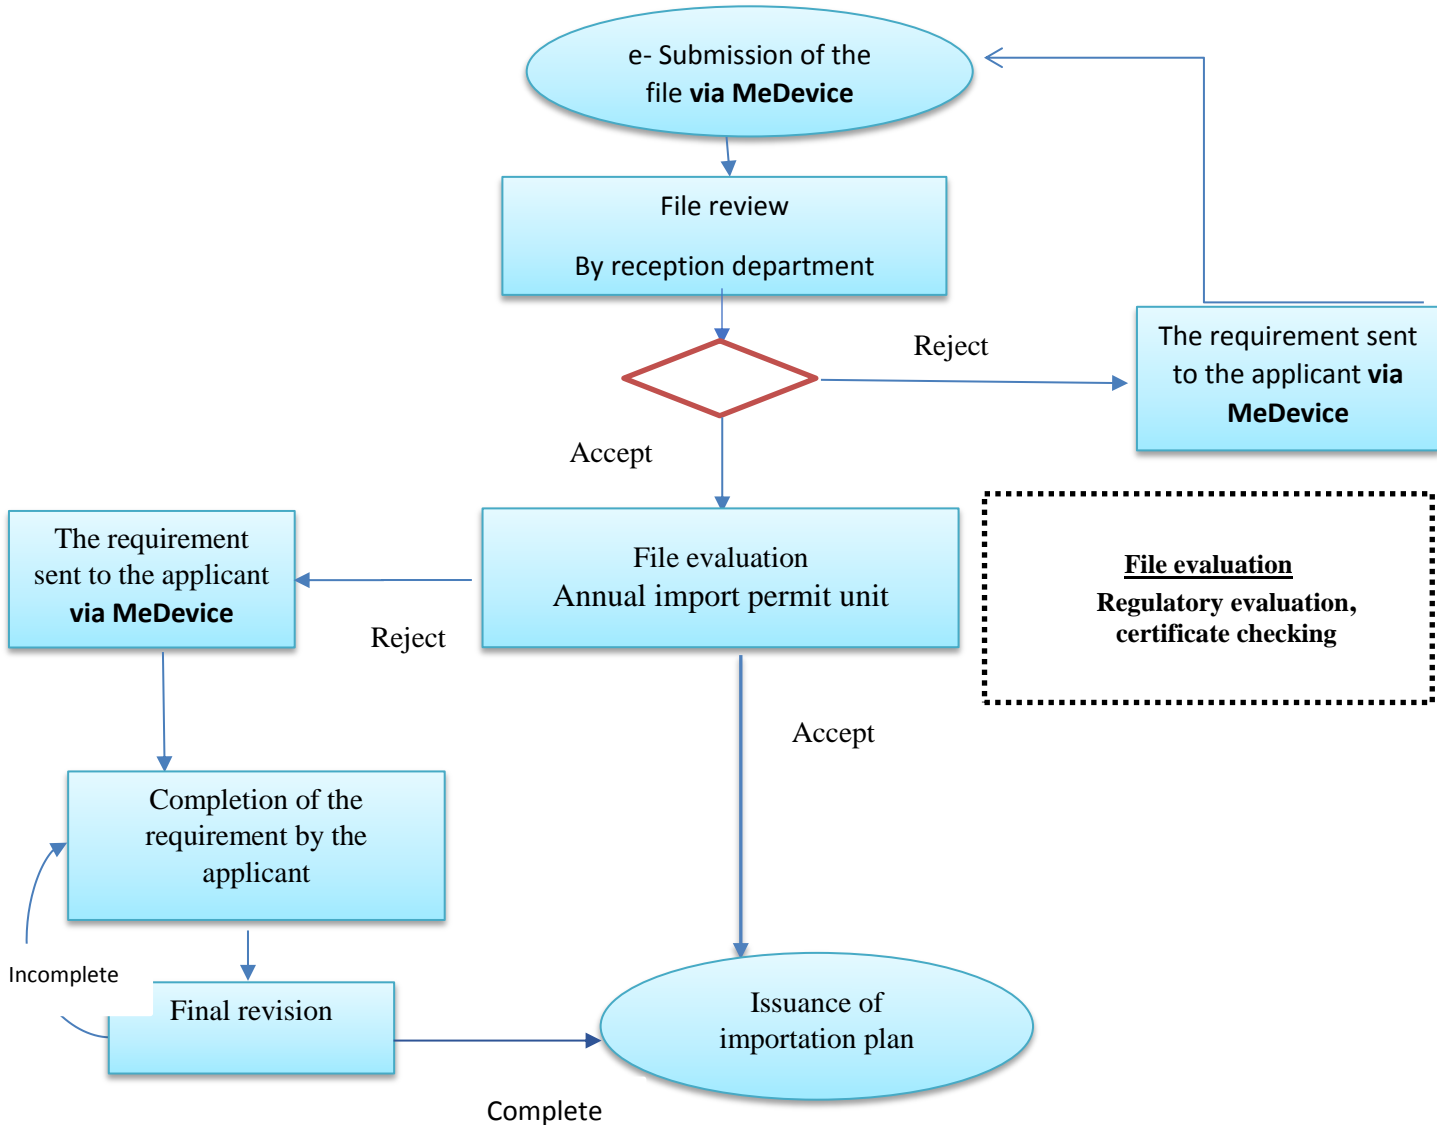 e- Submission of the
file via MeDevice
File review
By reception department
Reject
The requirement sent
to the applicant via
MeDevice
Accept
The requirement
sent to the applicant
via MeDevice
File evaluation
Annual import permit unit
File evaluation
Regulatory evaluation,
certificate checking
Reject
Accept
Completion of the
requirement by the
applicant
Incomplete
Final revision
Issuance of
importation plan
Complete